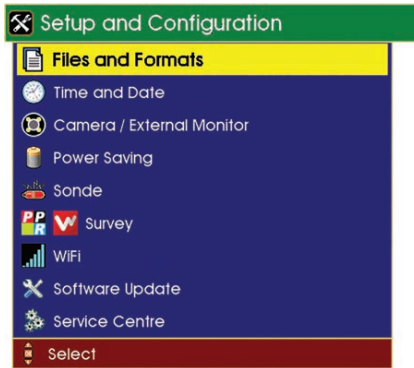 Setup and Configuration
Files and Formats
Time and Date
Camera / External Monitor
Power Saving
Sonde
PPR W Survey
WiFi
Software Update
Service Centre
Select